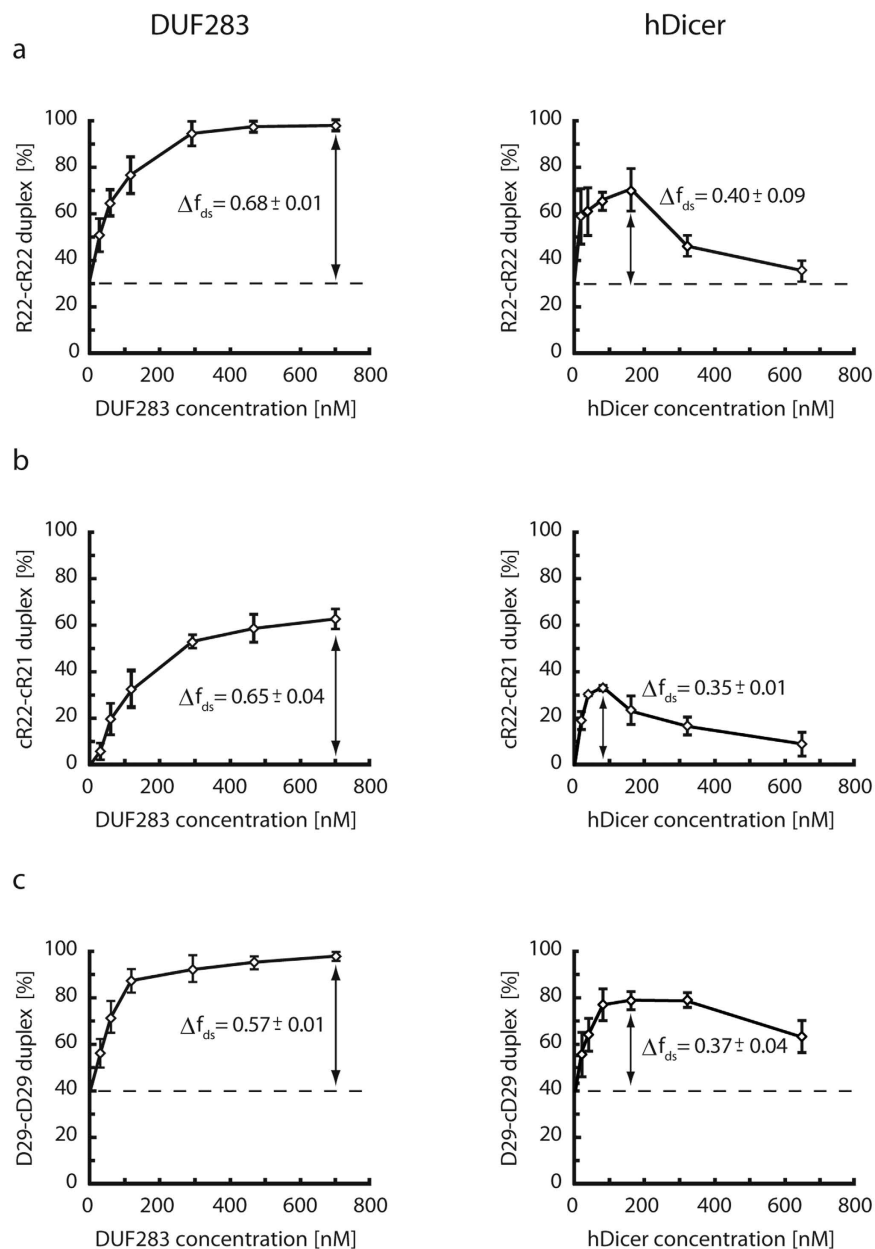 DUF283 hDicer
a
R22-cR22 duplex [%]
100
80
60
40
20
0
Δfds= 0.68 ± 0.01
0 200 400 600 800
DUF283 concentration [nM]
R22-cR22 duplex [%]
100
80
60
40
20
0
Δfds= 0.40 ± 0.09
0 200 400 600 800
hDicer concentration [nM]
b
cR22-cR21 duplex [%]
100
80
60
40
20
0
Δfds= 0.65 ± 0.04
0 200 400 600 800
DUF283 concentration [nM]
cR22-cR21 duplex [%]
100
80
60
40
20
0
Δfds= 0.35 ± 0.01
0 200 400 600 800
hDicer concentration [nM]
c
D29-cD29 duplex [%]
100
80
60
40
20
0
Δfds= 0.57 ± 0.01
0 200 400 600 800
DUF283 concentration [nM]
D29-cD29 duplex [%]
100
80
60
40
20
0
Δfds= 0.37 ± 0.04
0 200 400 600 800
hDicer concentration [nM]